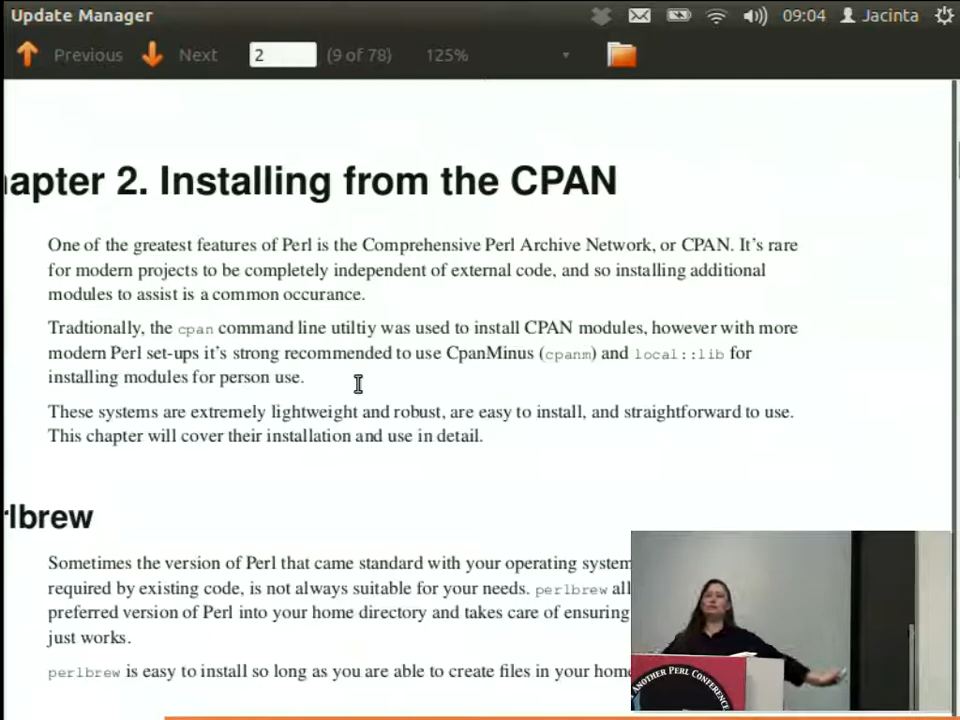 Update Manager 09:04 Jacinta
Previous Next 2 (9 of 78) 125%
apter 2. Installing from the CPAN
One of the greatest features of Perl is the Comprehensive Perl Archive Network, or CPAN. It's rare
for modern projects to be completely independent of external code, and so installing additional
modules to assist is a common occurance.
Tradtionally, the cpan command line utiltiy was used to install CPAN modules, however with more
modern Perl set-ups it's strong recommended to use CpanMinus (cpanm) and local::lib for
installing modules for person use.
These systems are extremely lightweight and robust, are easy to install, and straightforward to use.
This chapter will cover their installation and use in detail.
rlbrew
Sometimes the version of Perl that came standard with your operating system
required by existing code, is not always suitable for your needs. perlbrew all
preferred version of Perl into your home directory and takes care of ensuring
just works.
perlbrew is easy to install so long as you are able to create files in your home
ANOTHER PERL CONFERENCE